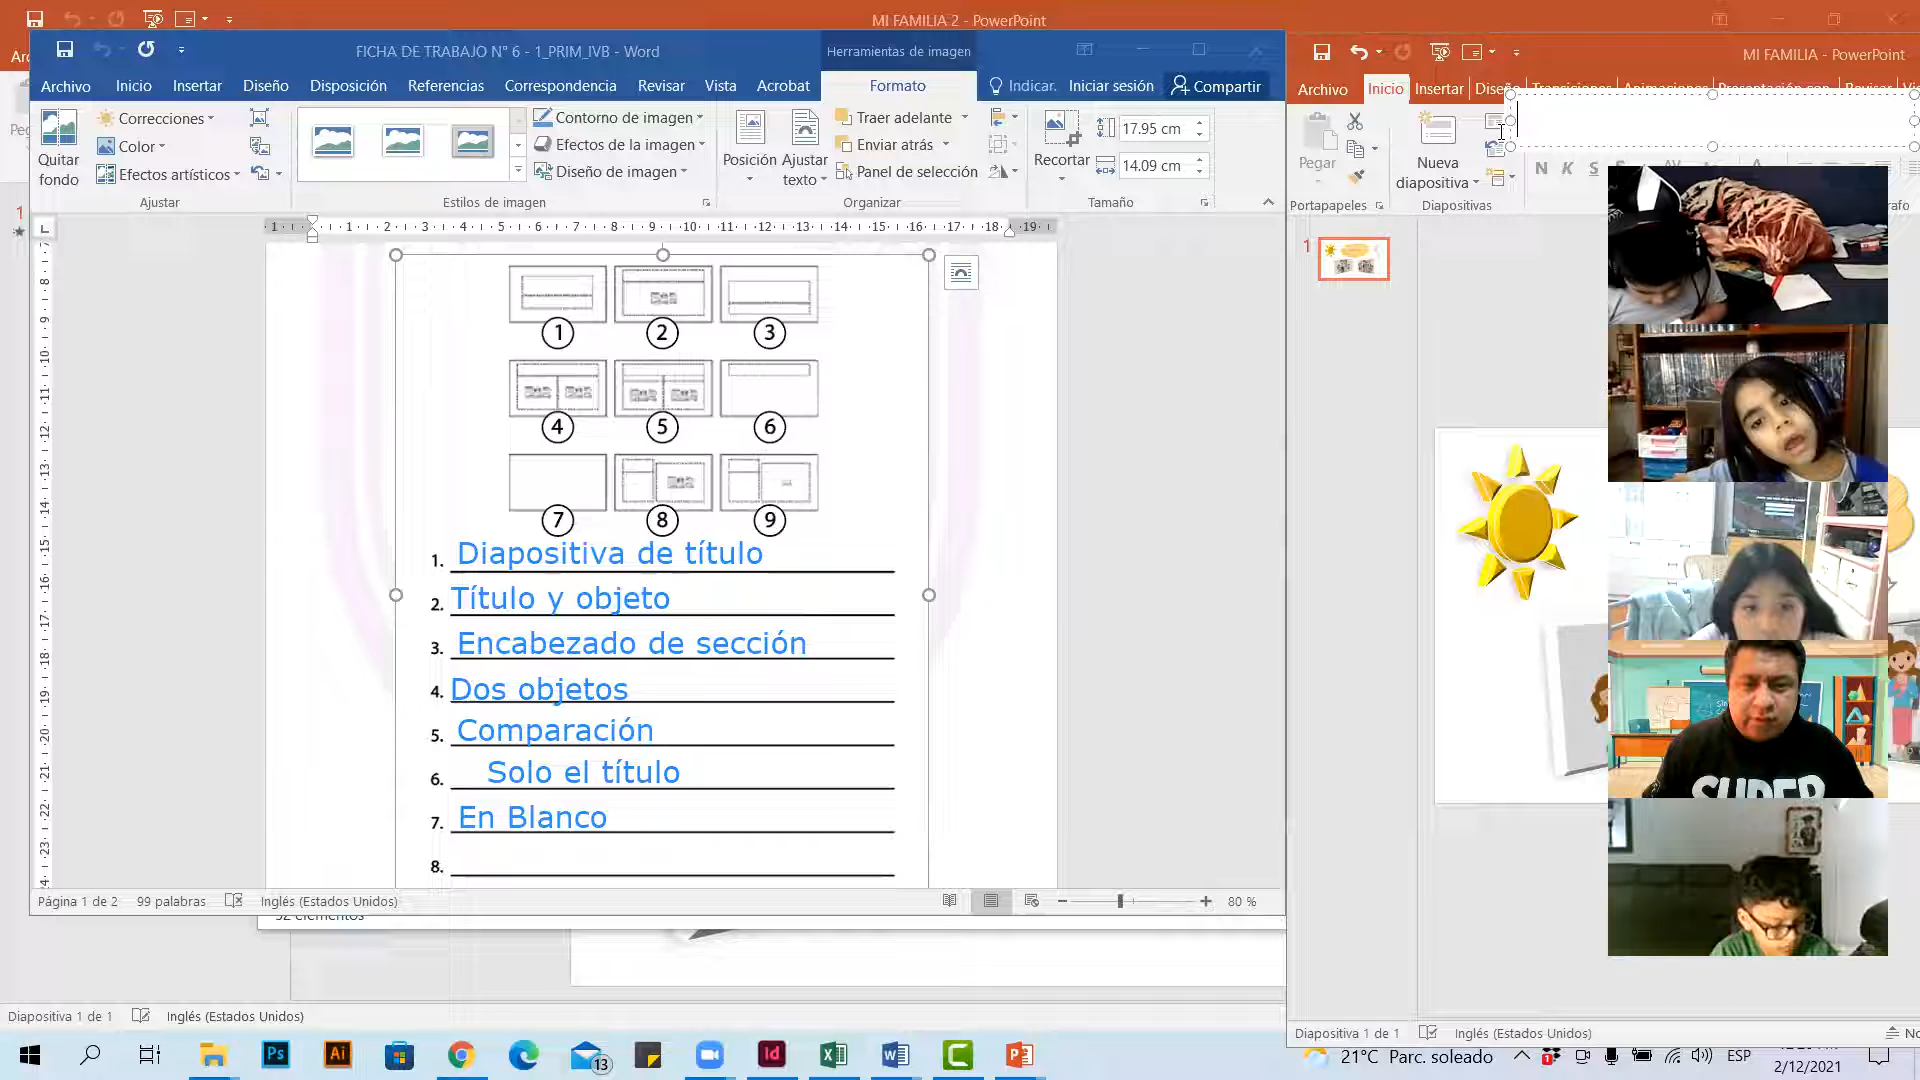 MI FAMILIA 2 - PowerPoint
FICHA DE TRABAJO N° 6 - 1_PRIM_IVB - Word
Herramientas de imagen
Archivo Inicio Insertar Diseño Disposición Referencias Correspondencia Revisar Vista Acrobat Formato Indicar. Iniciar sesión Compartir
Quitar fondo
Correcciones
Color
Efectos artísticos
Ajustar
Estilos de imagen
Contorno de imagen
Efectos de la imagen
Diseño de imagen
Posición
Ajustar texto
Traer adelante
Enviar atrás
Panel de selección
Organizar
Recortar
17.95 cm
14.09 cm
Tamaño
1 2 3
4 5 6
7 8 9
1. Diapositiva de título
2. Título y objeto
3. Encabezado de sección
4. Dos objetos
5. Comparación
6. Solo el título
7. En Blanco
8.
Página 1 de 2 99 palabras Inglés (Estados Unidos) 80 %
Diapositiva 1 de 1 Inglés (Estados Unidos)
MI FAMILIA - PowerPoint
Archivo Inicio Insertar
Pegar
Portapapeles
Nueva diapositiva
Diapositivas
N K S
1
SUPER
Diapositiva 1 de 1 Inglés (Estados Unidos)
Ps Ai 13 Id
21°C Parc. soleado ESP
2/12/2021